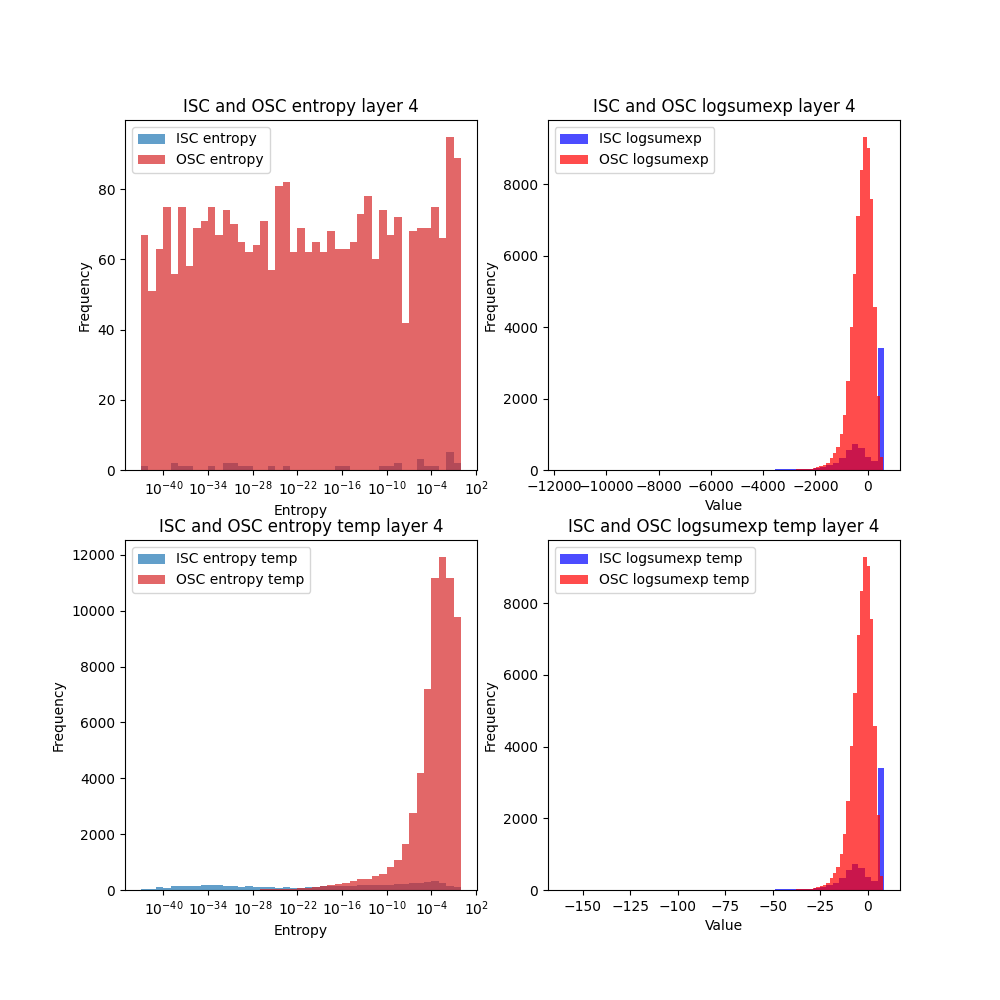 ISC and OSC entropy layer 4
ISC entropy
OSC entropy
Frequency
80
60
40
20
0
10⁻⁴⁰ 10⁻³⁴ 10⁻²⁸ 10⁻²² 10⁻¹⁶ 10⁻¹⁰ 10⁻⁴ 10²
Entropy
ISC and OSC logsumexp layer 4
ISC logsumexp
OSC logsumexp
Frequency
8000
6000
4000
2000
0
−12000 −10000 −8000 −6000 −4000 −2000 0
Value
ISC and OSC entropy temp layer 4
ISC entropy temp
OSC entropy temp
Frequency
12000
10000
8000
6000
4000
2000
0
10⁻⁴⁰ 10⁻³⁴ 10⁻²⁸ 10⁻²² 10⁻¹⁶ 10⁻¹⁰ 10⁻⁴ 10²
Entropy
ISC and OSC logsumexp temp layer 4
ISC logsumexp temp
OSC logsumexp temp
Frequency
8000
6000
4000
2000
0
−150 −125 −100 −75 −50 −25 0
Value